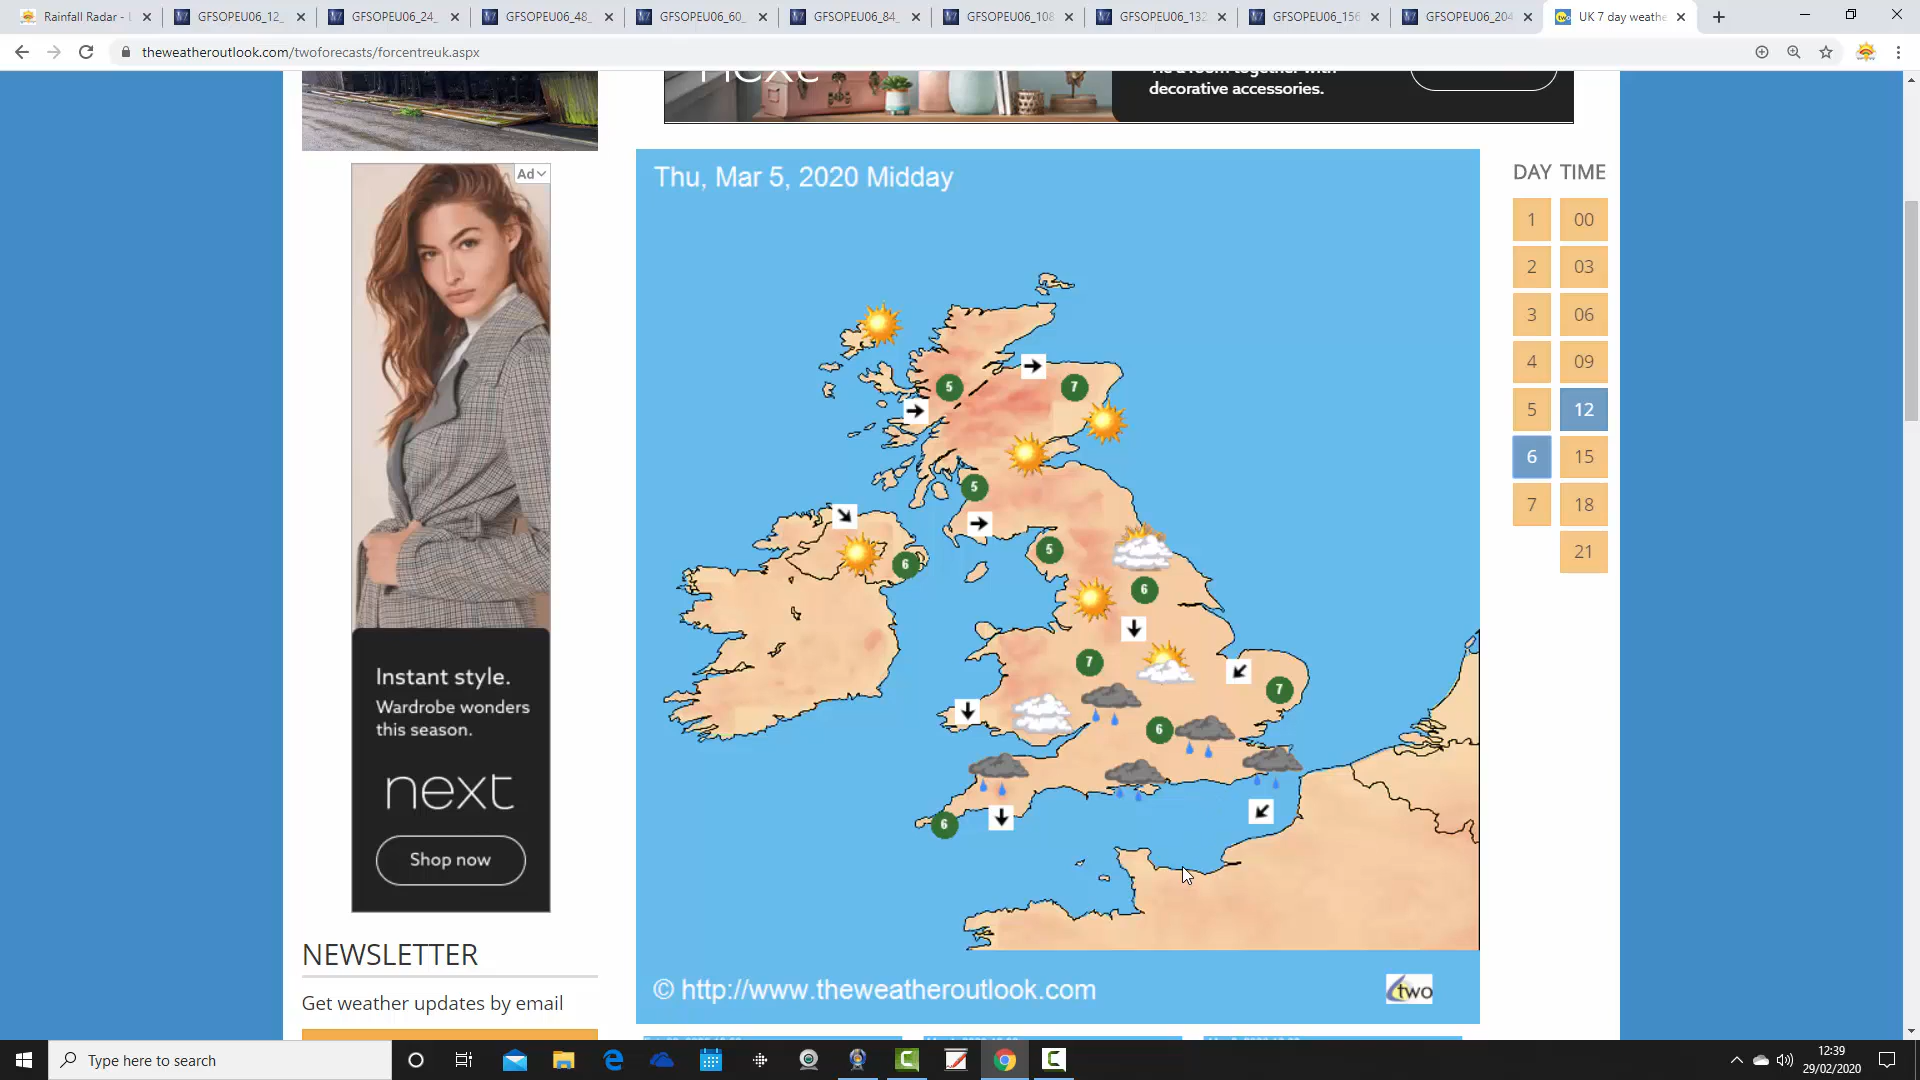 Rainfall Radar - 
GFSOPEU06_12_
GFSOPEU06_24_
GFSOPEU06_48_
GFSOPEU06_60_
GFSOPEU06_84_
GFSOPEU06_108
GFSOPEU06_132
GFSOPEU06_156
GFSOPEU06_204
UK 7 day weathe
theweatheroutlook.com/twoforecasts/forcentreuk.aspx
next
decorative accessories.
Ad
Instant style.
Wardrobe wonders
this season.
next
Shop now
NEWSLETTER
Get weather updates by email
Thu, Mar 5, 2020 Midday
5
7
5
5
6
6
7
7
6
6
© http://www.theweatheroutlook.com
two
DAY TIME
1 00
2 03
3 06
4 09
5 12
6 15
7 18
21
Type here to search
12:39
29/02/2020